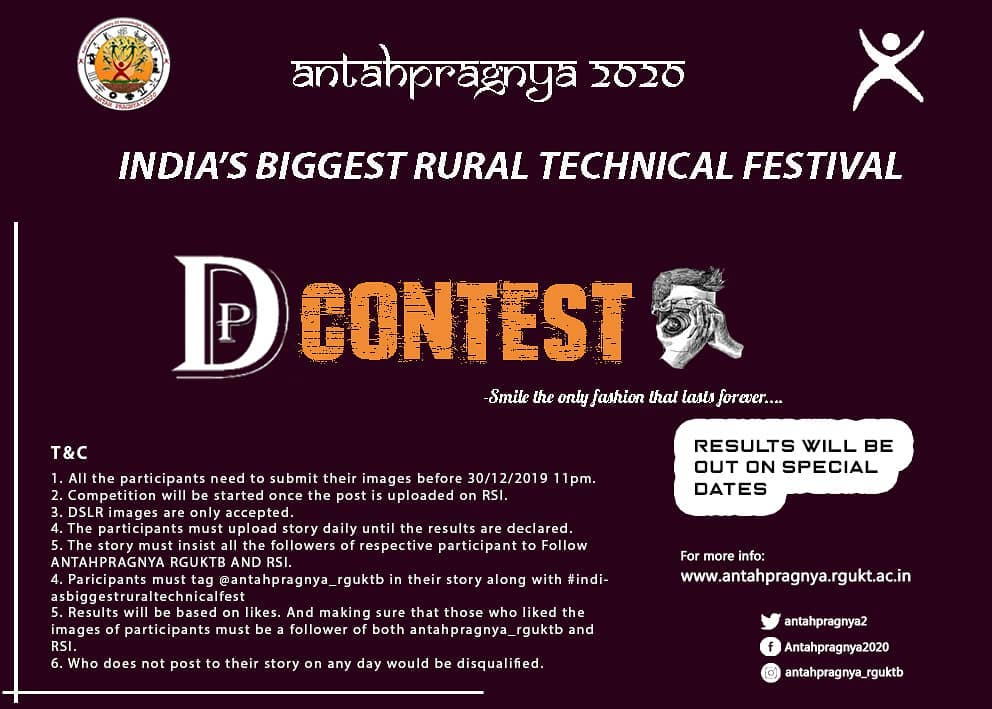 antahpragnya 2020
INDIA'S BIGGEST RURAL TECHNICAL FESTIVAL
DP CONTEST
-Smile the only fashion that lasts forever....
T&C
1. All the participants need to submit their images before 30/12/2019 11pm.
2. Competition will be started once the post is uploaded on RSI.
3. DSLR images are only accepted.
4. The participants must upload story daily until the results are declared.
5. The story must insist all the followers of respective participant to Follow
ANTAHPRAGNYA RGUKTB AND RSI.
4. Paricipants must tag @antahpragnya_rguktb in their story along with #indi-
asbiggestruraltechnicalfest
5. Results will be based on likes. And making sure that those who liked the
images of participants must be a follower of both antahpragnya_rguktb and
RSI.
6. Who does not post to their story on any day would be disqualified.
RESULTS WILL BE
OUT ON SPECIAL
DATES
For more info:
www.antahpragnya.rgukt.ac.in
antahpragnya2
Antahpragnya2020
antahpragnya_rguktb
ANTAH PRAGNYA-2020